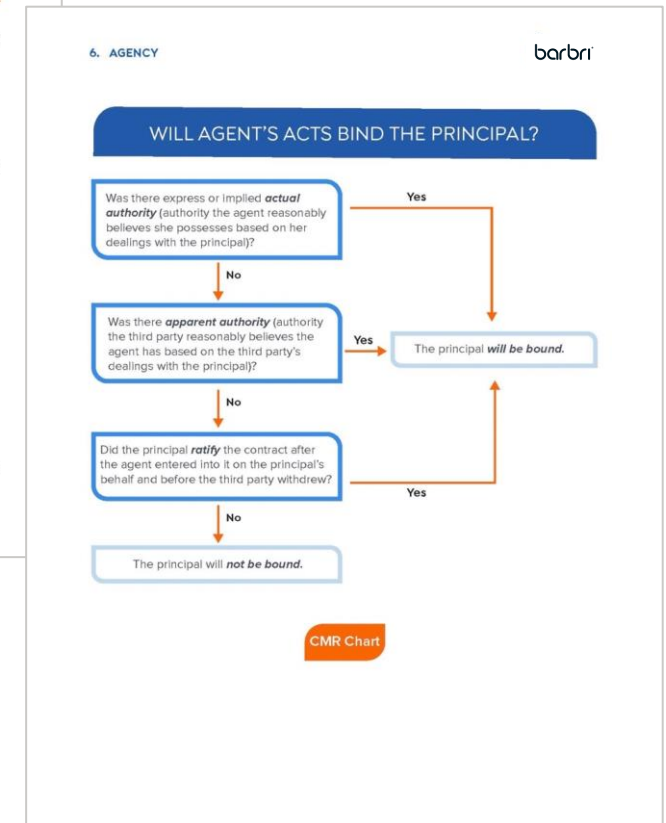 6. AGENCY
barbri
WILL AGENT'S ACTS BIND THE PRINCIPAL?
Was there express or implied actual
authority (authority the agent reasonably
believes she possesses based on her
dealings with the principal)?
Yes
No
Was there apparent authority (authority
the third party reasonably believes the
agent has based on the third party's
dealings with the principal)?
Yes
The principal will be bound.
No
Did the principal ratify the contract after
the agent entered into it on the principal's
behalf and before the third party withdrew?
Yes
No
The principal will not be bound.
CMR Chart